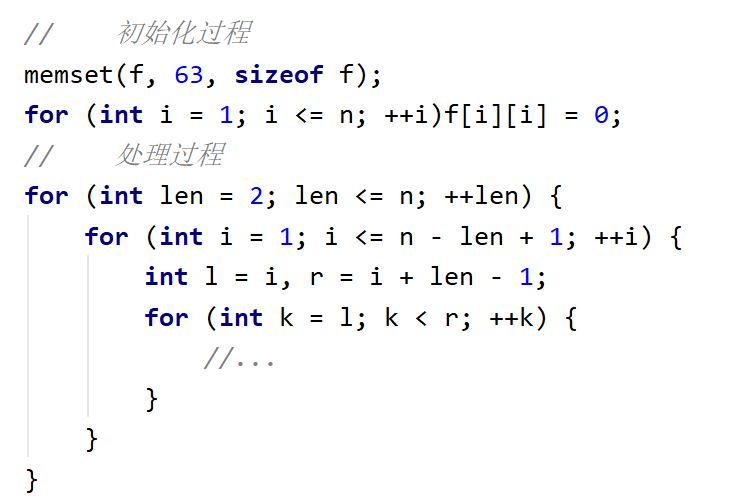 //    初始化过程
memset(f, 63, sizeof f);
for (int i = 1; i <= n; ++i)f[i][i] = 0;
//    处理过程
for (int len = 2; len <= n; ++len) {
    for (int i = 1; i <= n - len + 1; ++i) {
        int l = i, r = i + len - 1;
        for (int k = l; k < r; ++k) {
            //...
        }
    }
}